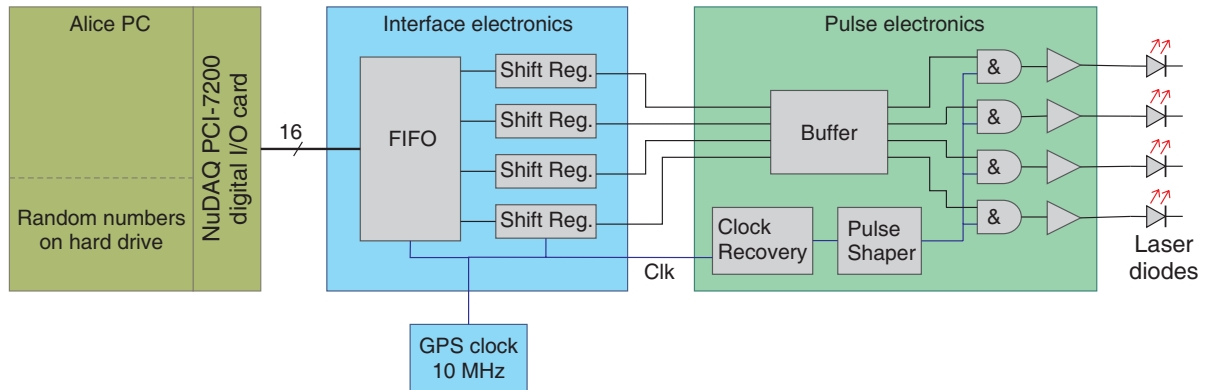 Alice PC
Random numbers
on hard drive
NuDAQ PCI-7200
digital I/O card
16
Interface electronics
FIFO
Shift Reg.
Shift Reg.
Shift Reg.
Shift Reg.
Clk
GPS clock
10 MHz
Pulse electronics
Buffer
Clock
Recovery
Pulse
Shaper
&
&
&
&
Laser
diodes